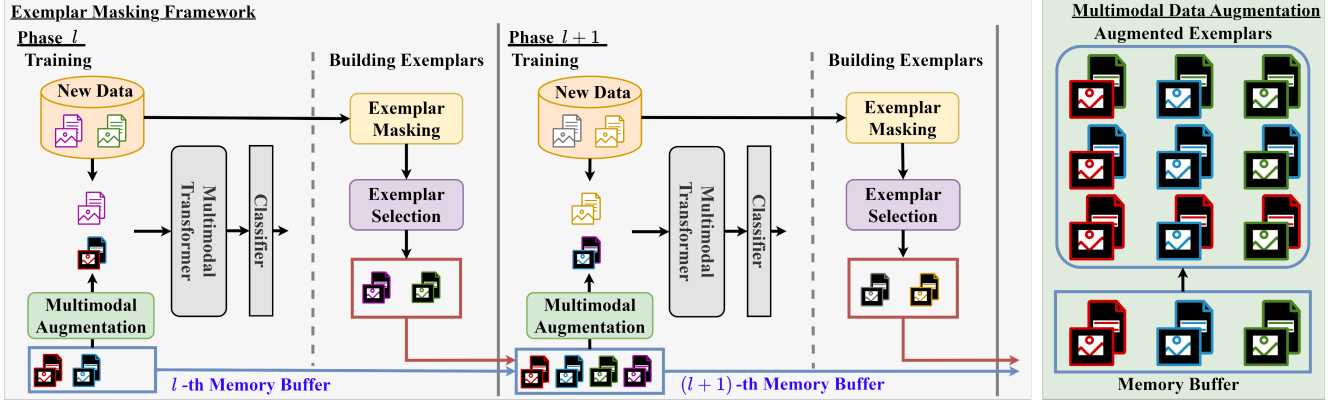 Exemplar Masking Framework
Phase l
Training
New Data
Multimodal
Transformer
Classifier
Multimodal
Augmentation
l -th Memory Buffer
Building Exemplars
Exemplar
Masking
Exemplar
Selection
Phase l + 1
Training
New Data
Multimodal
Transformer
Classifier
Multimodal
Augmentation
(l + 1) -th Memory Buffer
Building Exemplars
Exemplar
Masking
Exemplar
Selection
Multimodal Data Augmentation
Augmented Exemplars
Memory Buffer